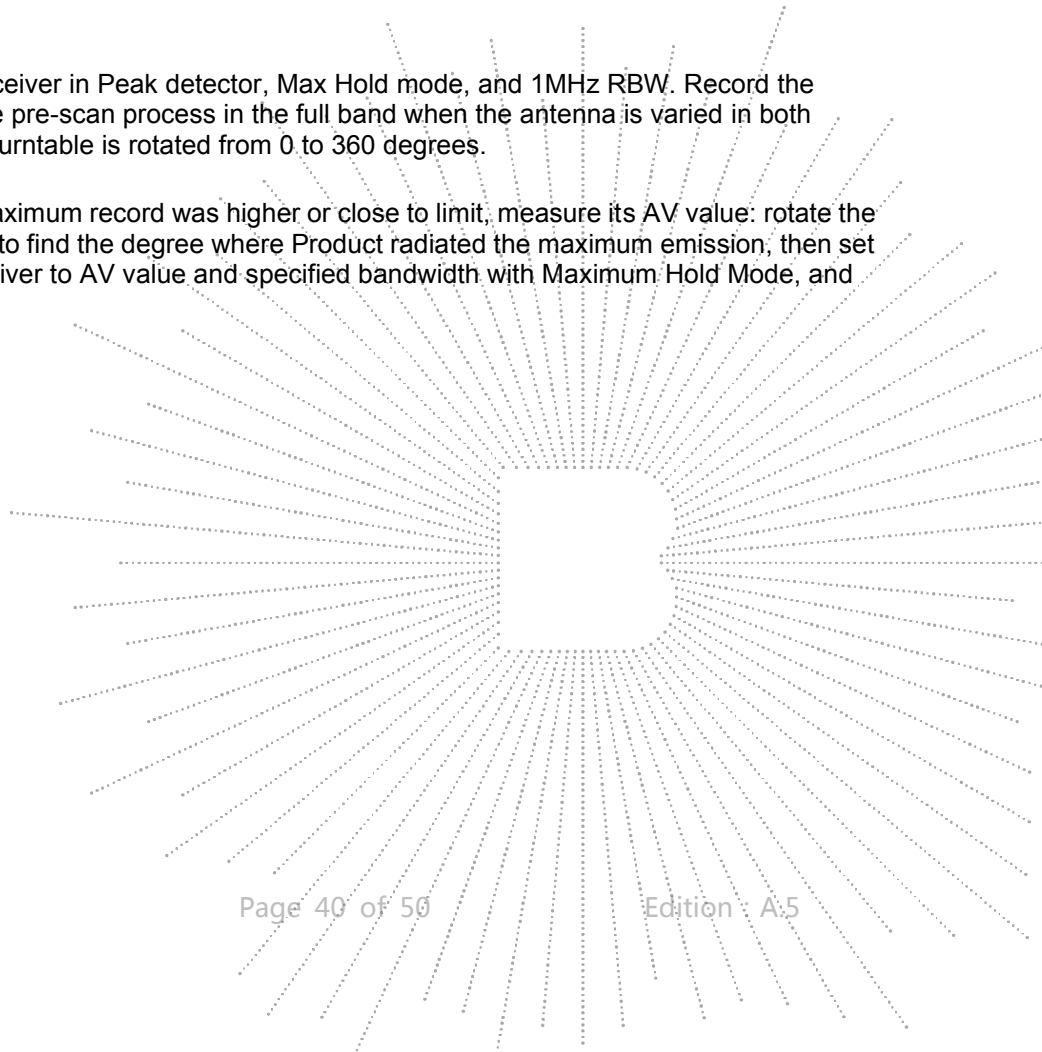 ceiver in Peak detector, Max Hold mode, and 1MHz RBW. Record the
e pre-scan process in the full band when the antenna is varied in both
urntable is rotated from 0 to 360 degrees.
aximum record was higher or close to limit, measure its AV value: rotate the
to find the degree where Product radiated the maximum emission, then set
iver to AV value and specified bandwidth with Maximum Hold Mode, and
Page 40 of 50 Edition : A.5